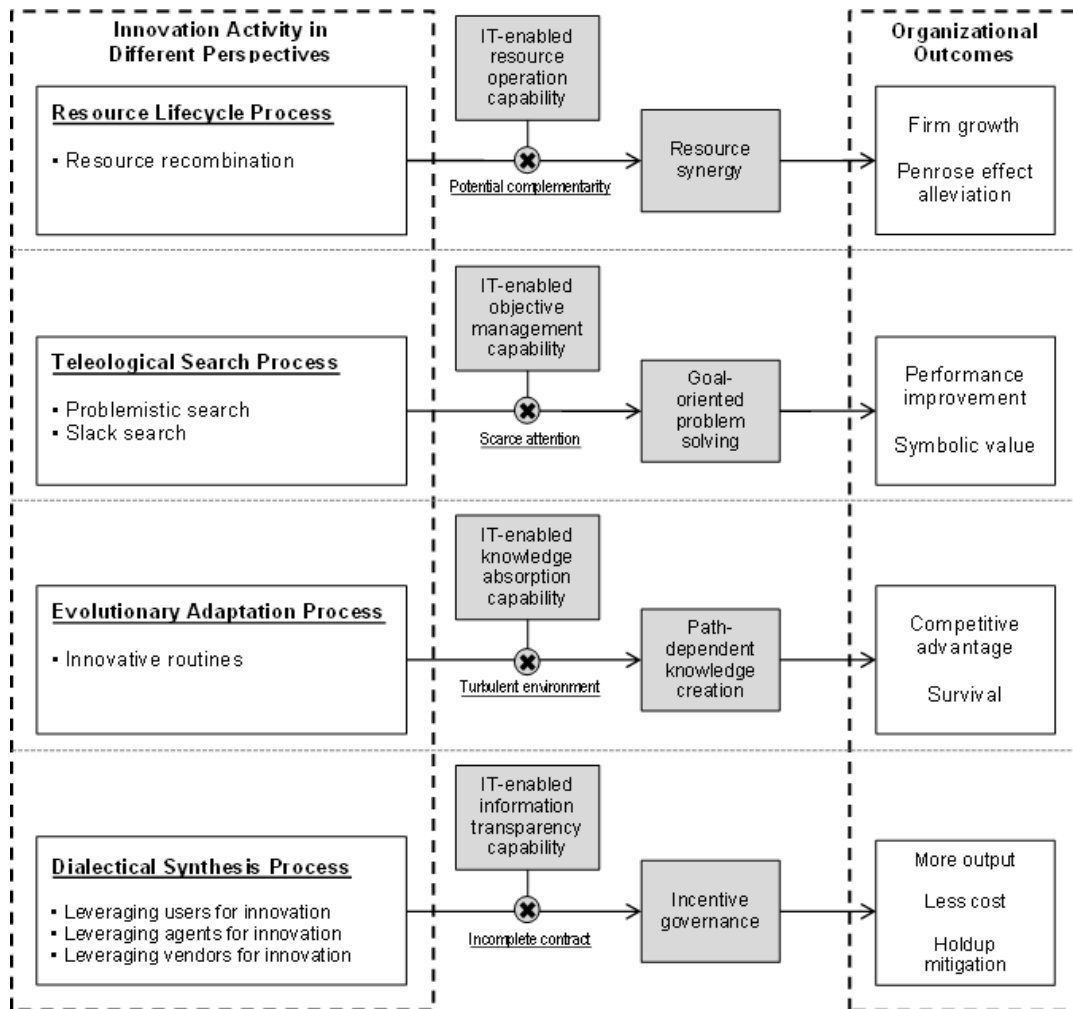 Innovation Activity in
Different Perspectives
IT-enabled
resource
operation
capability
Organizational
Outcomes
Resource Lifecycle Process
▪ Resource recombination
Potential complementarity
Resource
synergy
Firm growth
Penrose effect
alleviation
IT-enabled
objective
management
capability
Teleological Search Process
▪ Problemistic search
▪ Slack search
Scarce attention
Goal-
oriented
problem
solving
Performance
improvement
Symbolic value
IT-enabled
knowledge
absorption
capability
Evolutionary Adaptation Process
▪ Innovative routines
Turbulent environment
Path-
dependent
knowledge
creation
Competitive
advantage
Survival
IT-enabled
information
transparency
capability
Dialectical Synthesis Process
▪ Leveraging users for innovation
▪ Leveraging agents for innovation
▪ Leveraging vendors for innovation
Incomplete contract
Incentive
governance
More output
Less cost
Holdup
mitigation